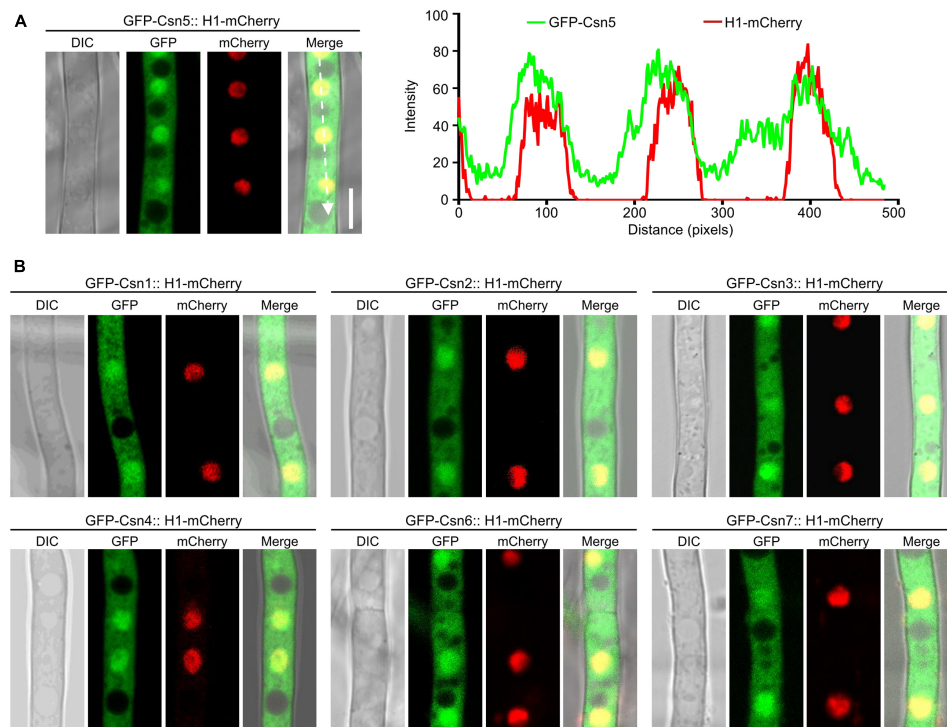 A
GFP-Csn5:: H1-mCherry
DIC GFP mCherry Merge
GFP-Csn5 H1-mCherry
Intensity
100
80
60
40
20
0
0 100 200 300 400 500
Distance (pixels)
B
GFP-Csn1:: H1-mCherry GFP-Csn2:: H1-mCherry GFP-Csn3:: H1-mCherry
DIC GFP mCherry Merge DIC GFP mCherry Merge DIC GFP mCherry Merge
GFP-Csn4:: H1-mCherry GFP-Csn6:: H1-mCherry GFP-Csn7:: H1-mCherry
DIC GFP mCherry Merge DIC GFP mCherry Merge DIC GFP mCherry Merge